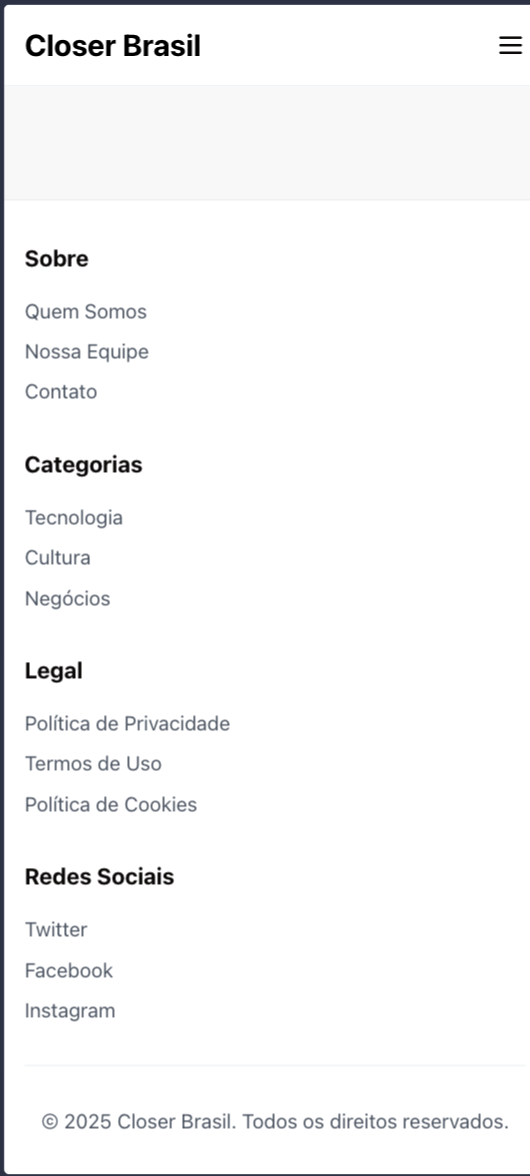 Closer Brasil
Sobre
Quem Somos
Nossa Equipe
Contato
Categorias
Tecnologia
Cultura
Negócios
Legal
Política de Privacidade
Termos de Uso
Política de Cookies
Redes Sociais
Twitter
Facebook
Instagram
© 2025 Closer Brasil. Todos os direitos reservados.